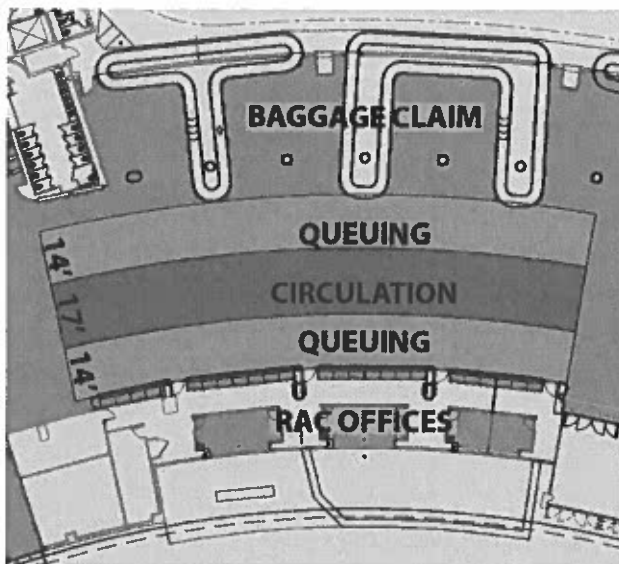 BAGGAGE CLAIM
QUEUING
14'
CIRCULATION
17'
QUEUING
14'
RAC OFFICES